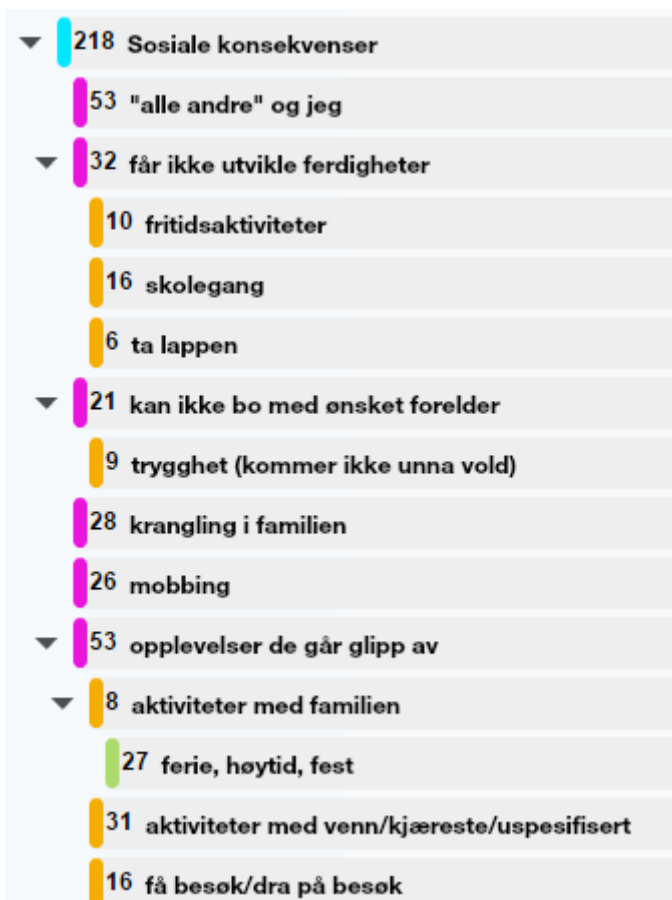 218 Sosiale konsekvenser
53 "alle andre" og jeg
32 får ikke utvikle ferdigheter
10 fritidsaktiviteter
16 skolegang
6 ta lappen
21 kan ikke bo med ønsket forelder
9 trygghet (kommer ikke unna vold)
28 krangling i familien
26 mobbing
53 opplevelser de går glipp av
8 aktiviteter med familien
27 ferie, høytid, fest
31 aktiviteter med venn/kjæreste/uspesifisert
16 få besøk/dra på besøk